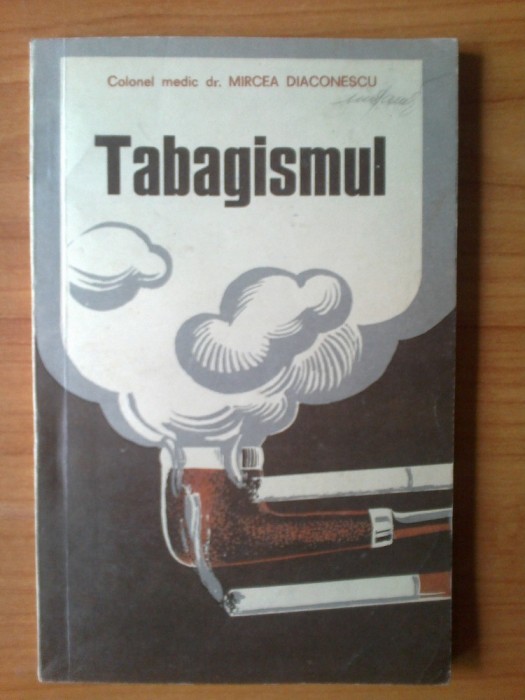 Colonel medic dr. MIRCEA DIACONESCU
Tabagismul